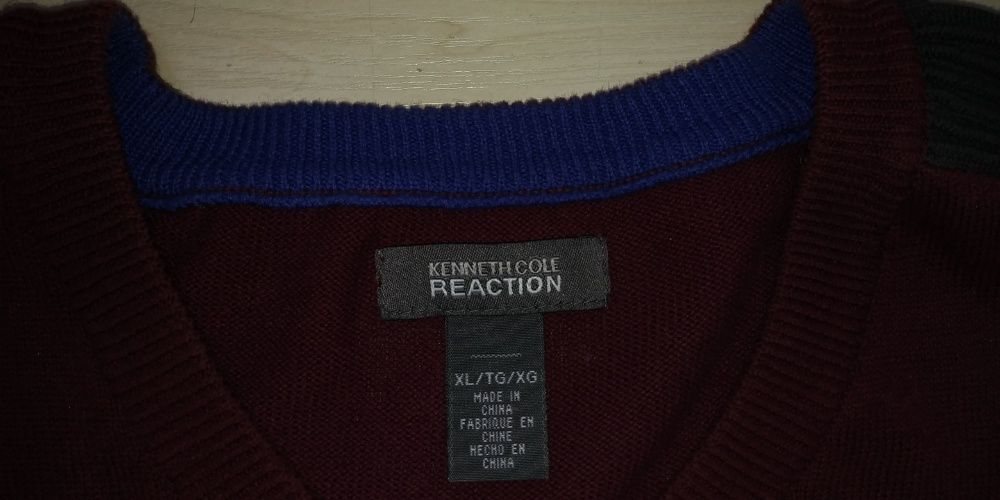 KENNETH COLE
REACTION
XL/TG/XG
MADE IN
CHINA
FABRIQUE EN
CHINE
HECHO EN
CHINA